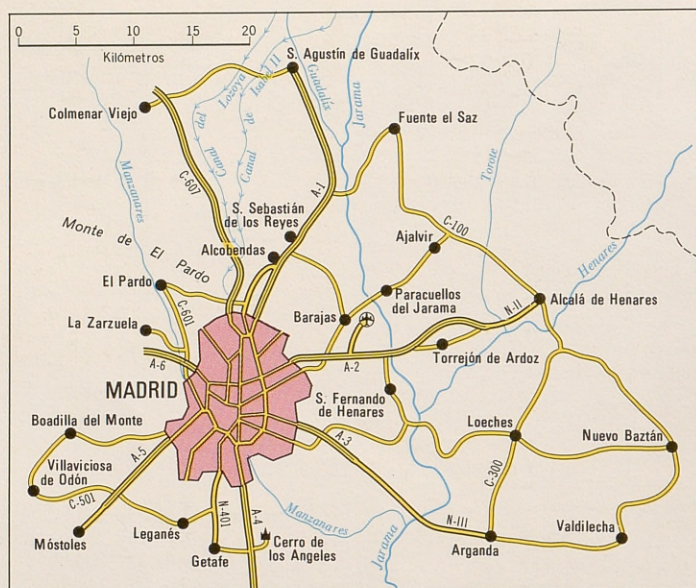 0 5 10 15 20
Kilómetros
S. Agustín de Guadalíx
Colmenar Viejo
Canal del Lozoya
Canal de Isabel II
Guadalíx
Jarama
Fuente el Saz
Manzanares
C-607
A-1
Torote
Monte de El Pardo
S. Sebastián
de los Reyes
Alcobendas
Ajalvir
C-100
Henares
El Pardo
C-601
Paracuellos
del Jarama
N-II
Alcalá de Henares
La Zarzuela
Barajas
A-6
A-2
Torrejón de Ardoz
MADRID
S. Fernando
de Henares
Boadilla del Monte
Loeches
Nuevo Baztán
A-5
A-3
Villaviciosa
de Odón
C-501
C-300
N-401
A-4
Manzanares
N-III
Móstoles
Leganés
Getafe
Cerro de
los Angeles
Jarama
Arganda
Valdilecha